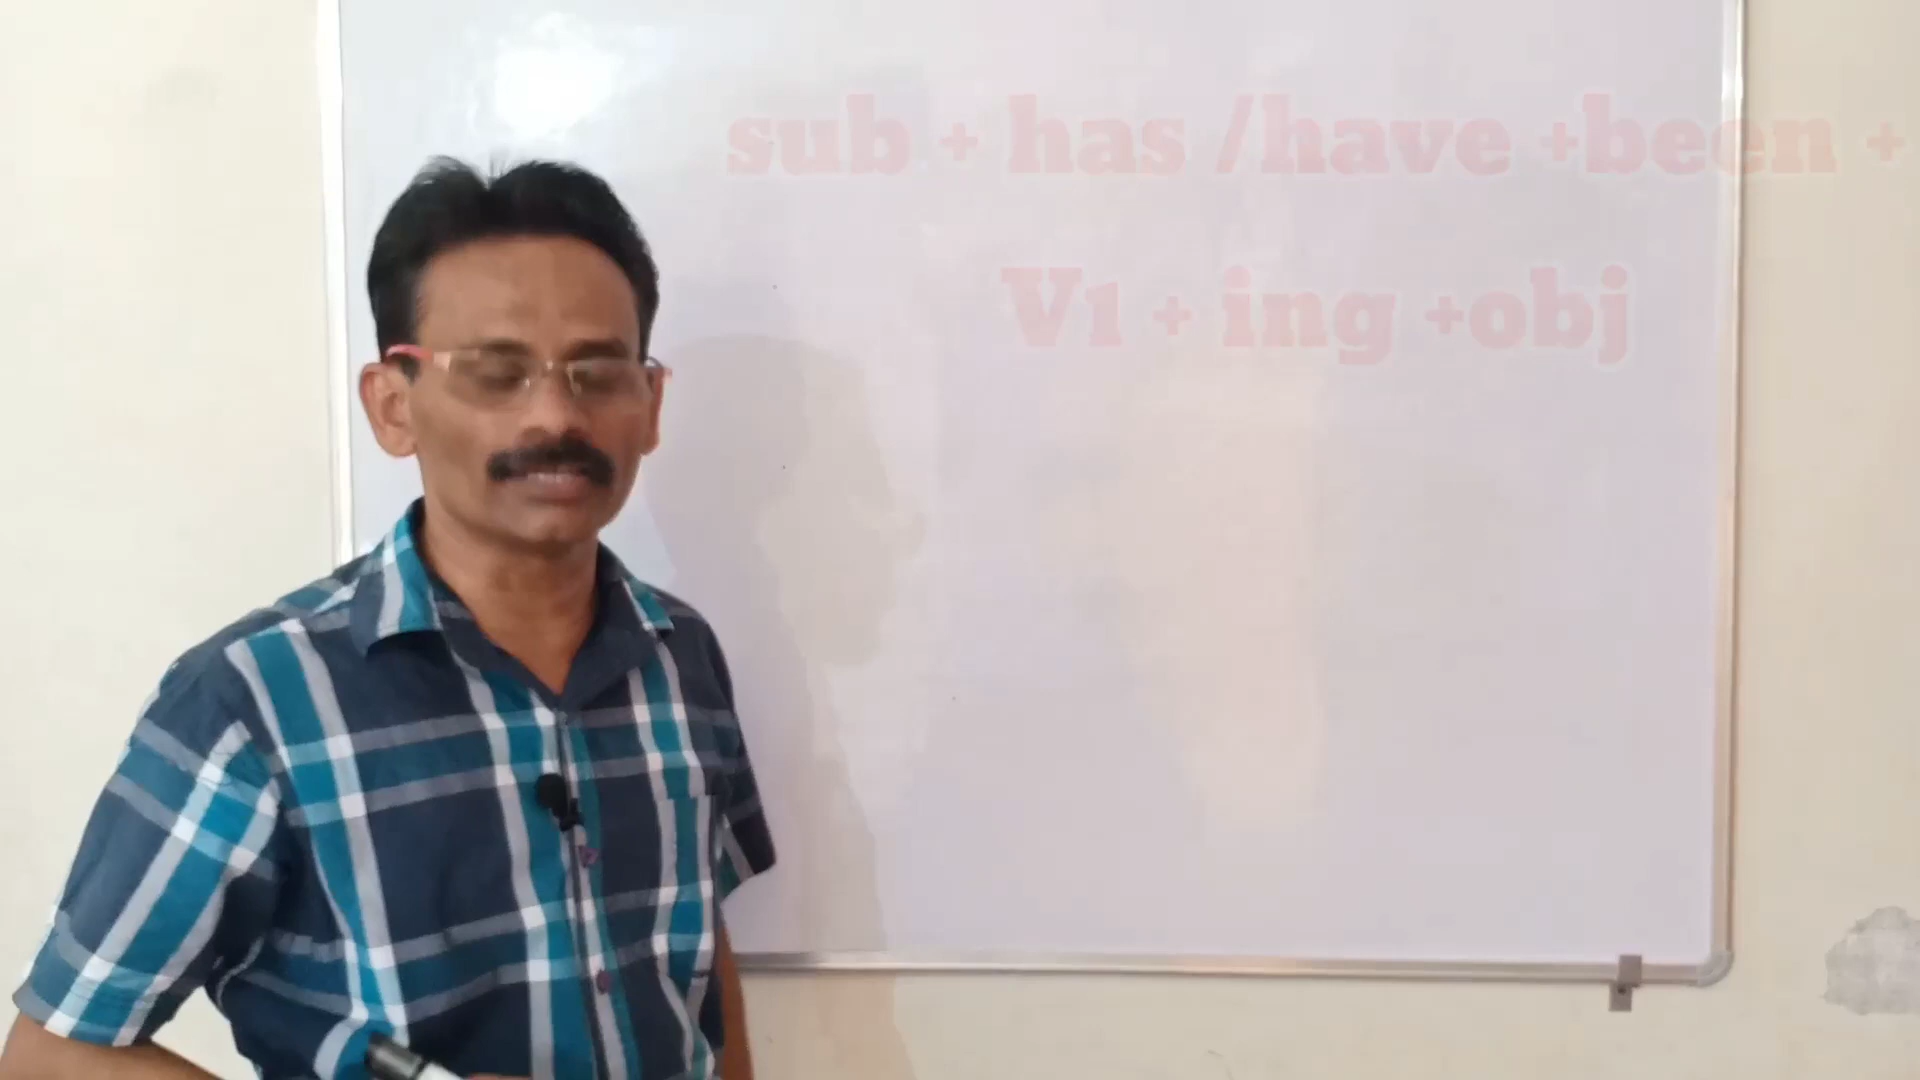 sub + has /have +been +
V1 + ing +obj